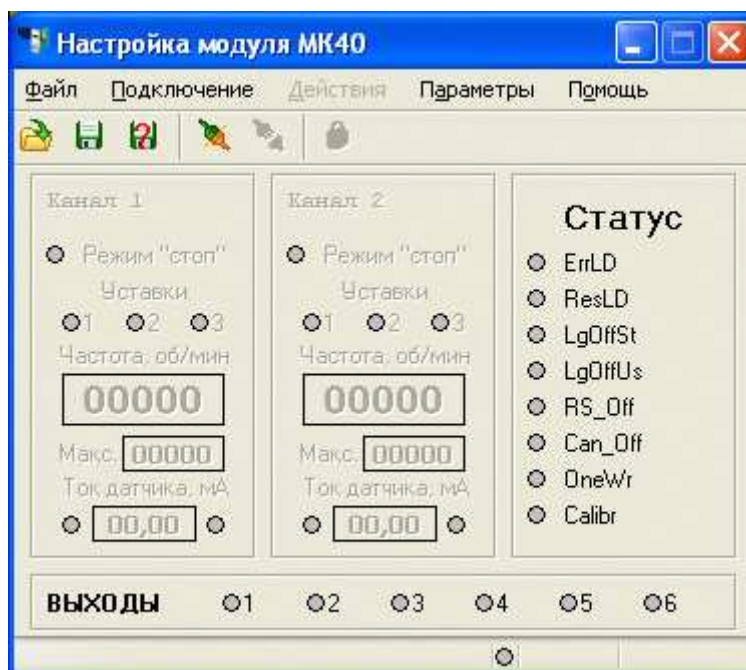 Настройка модуля МК40
Файл Подключение Действия Параметры Помощь
Канал 1
Режим "стоп"
Уставки
1 2 3
Частота, об/мин
00000
Макс. 00000
Ток датчика, мА
00,00
Канал 2
Режим "стоп"
Уставки
1 2 3
Частота, об/мин
00000
Макс. 00000
Ток датчика, мА
00,00
Статус
ErrLD
ResLD
LgOffSt
LgOffUs
RS_Off
Can_Off
OneWr
Calibr
ВЫХОДЫ 1 2 3 4 5 6